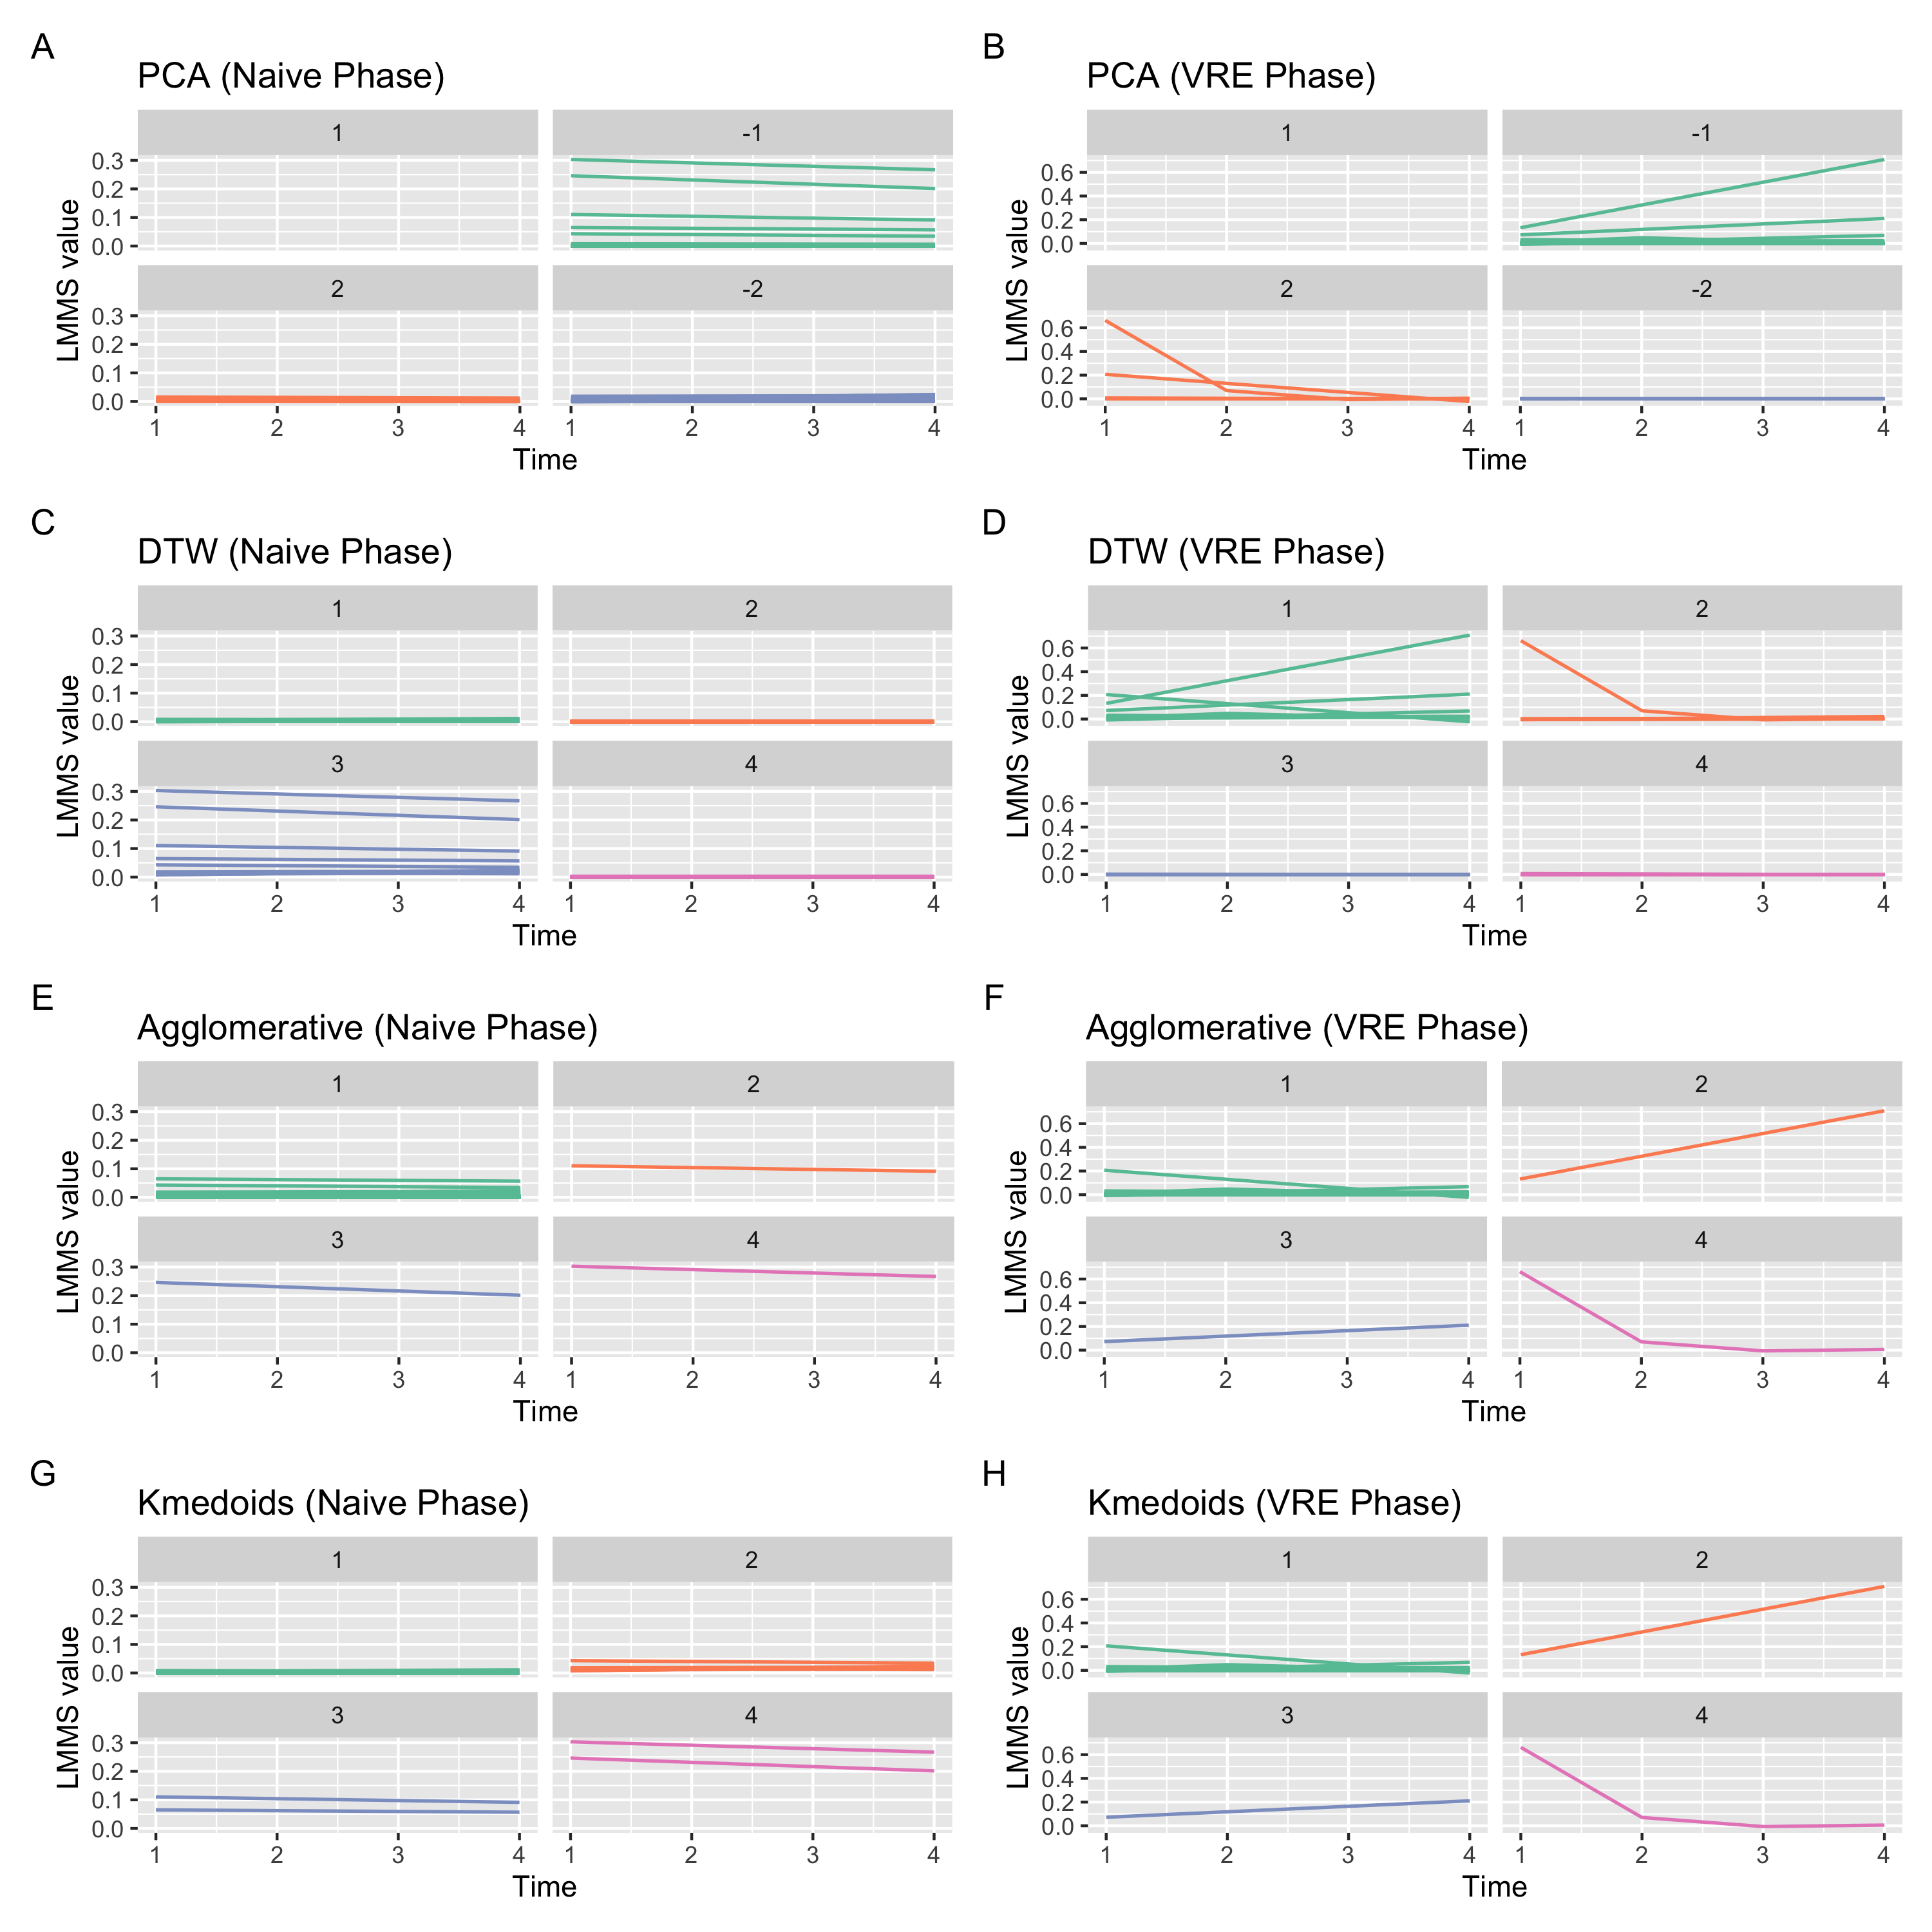 A
PCA (Naive Phase)
1
-1
0.3
0.2
0.1
0.0
2
-2
0.3
0.2
0.1
0.0
LMMS value
1 2 3 4
1 2 3 4
Time
B
PCA (VRE Phase)
1
-1
0.6
0.4
0.2
0.0
2
-2
0.6
0.4
0.2
0.0
LMMS value
1 2 3 4
1 2 3 4
Time
C
DTW (Naive Phase)
1
2
0.3
0.2
0.1
0.0
3
4
0.3
0.2
0.1
0.0
LMMS value
1 2 3 4
1 2 3 4
Time
D
DTW (VRE Phase)
1
2
0.6
0.4
0.2
0.0
3
4
0.6
0.4
0.2
0.0
LMMS value
1 2 3 4
1 2 3 4
Time
E
Agglomerative (Naive Phase)
1
2
0.3
0.2
0.1
0.0
3
4
0.3
0.2
0.1
0.0
LMMS value
1 2 3 4
1 2 3 4
Time
F
Agglomerative (VRE Phase)
1
2
0.6
0.4
0.2
0.0
3
4
0.6
0.4
0.2
0.0
LMMS value
1 2 3 4
1 2 3 4
Time
G
Kmedoids (Naive Phase)
1
2
0.3
0.2
0.1
0.0
3
4
0.3
0.2
0.1
0.0
LMMS value
1 2 3 4
1 2 3 4
Time
H
Kmedoids (VRE Phase)
1
2
0.6
0.4
0.2
0.0
3
4
0.6
0.4
0.2
0.0
LMMS value
1 2 3 4
1 2 3 4
Time